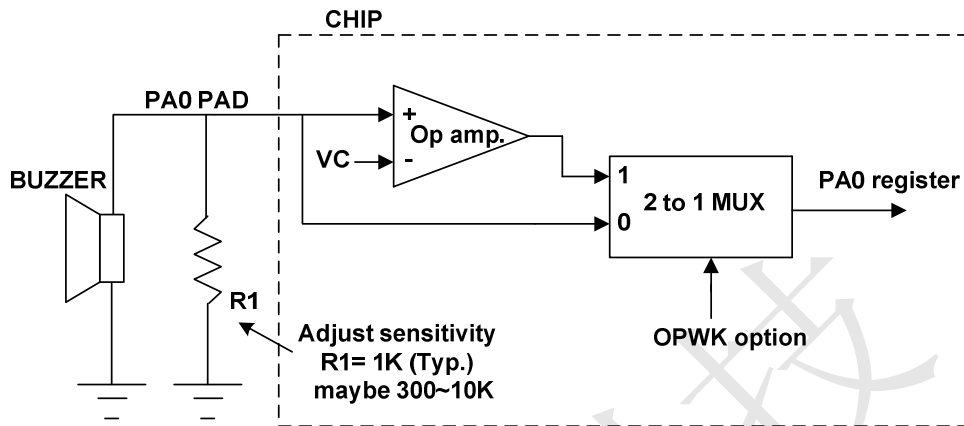 CHIP
PA0 PAD
+
Op amp.
VC
-
BUZZER
1
2 to 1 MUX
0
PA0 register
R1
Adjust sensitivity
R1= 1K (Typ.)
maybe 300~10K
OPWK option
技